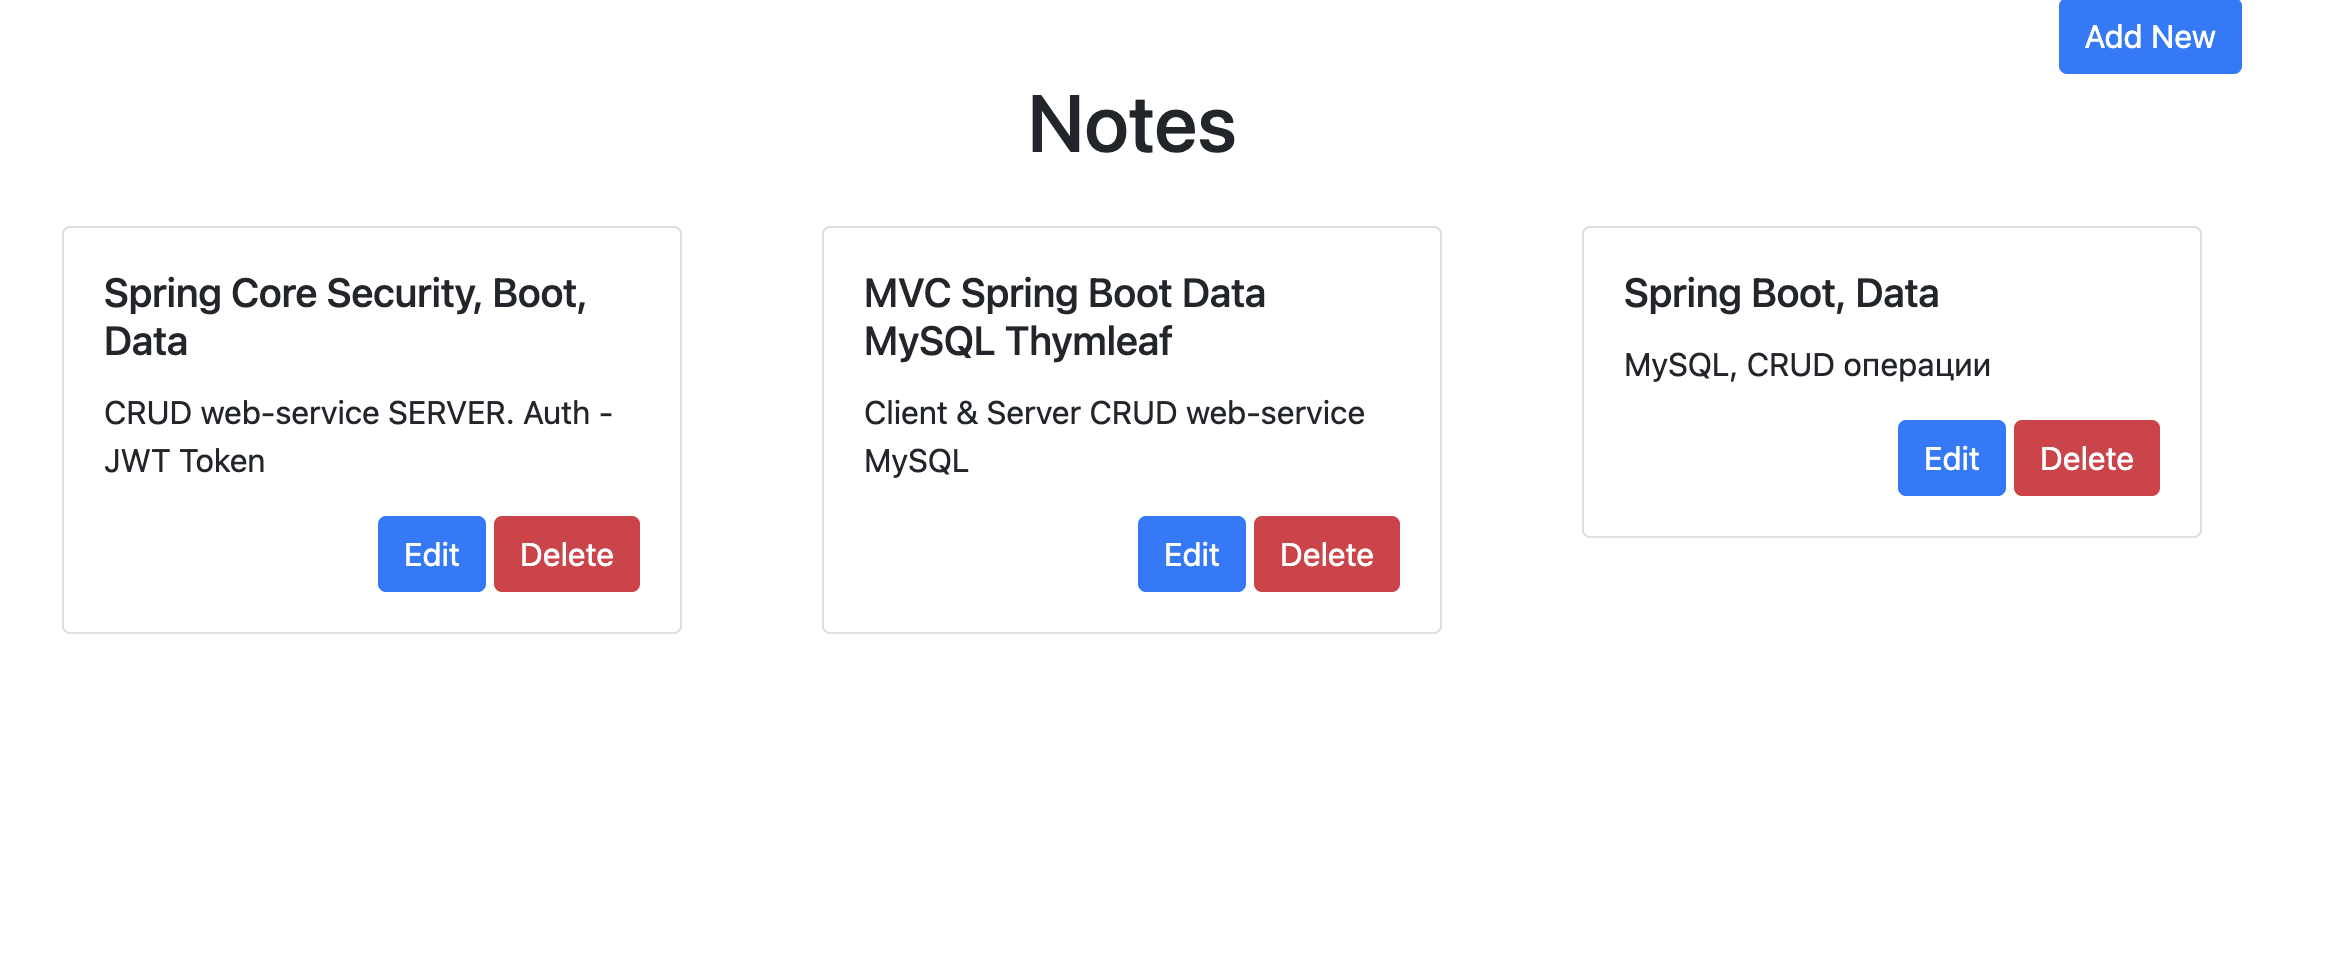 Add New
Notes
Spring Core Security, Boot,
Data
CRUD web-service SERVER. Auth -
JWT Token
Edit Delete
MVC Spring Boot Data
MySQL Thymleaf
Client & Server CRUD web-service
MySQL
Edit Delete
Spring Boot, Data
MySQL, CRUD операции
Edit Delete